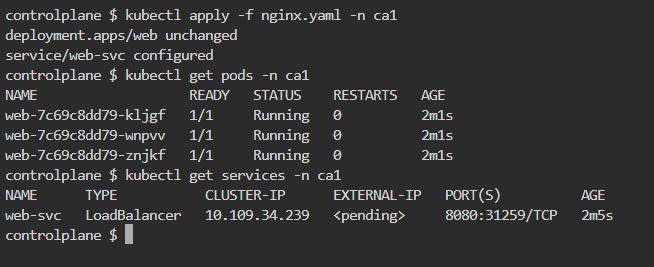 controlplane $ kubectl apply -f nginx.yaml -n ca1
deployment.apps/web unchanged
service/web-svc configured
controlplane $ kubectl get pods -n ca1
NAME                   READY   STATUS    RESTARTS   AGE
web-7c69c8dd79-kljgf   1/1     Running   0          2m1s
web-7c69c8dd79-wnpvv   1/1     Running   0          2m1s
web-7c69c8dd79-znjkf   1/1     Running   0          2m1s
controlplane $ kubectl get services -n ca1
NAME      TYPE           CLUSTER-IP      EXTERNAL-IP   PORT(S)          AGE
web-svc   LoadBalancer   10.109.34.239   <pending>     8080:31259/TCP   2m5s
controlplane $